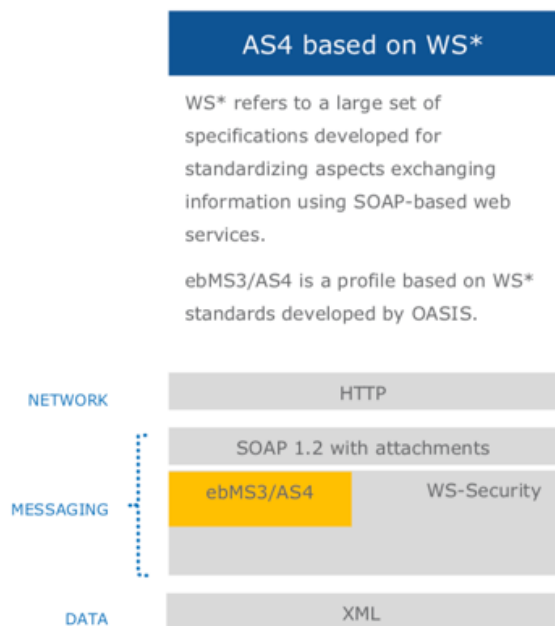 AS4 based on WS*
WS* refers to a large set of
specifications developed for
standardizing aspects exchanging
information using SOAP-based web
services.
ebMS3/AS4 is a profile based on WS*
standards developed by OASIS.
NETWORK
HTTP
SOAP 1.2 with attachments
MESSAGING
ebMS3/AS4
WS-Security
DATA
XML